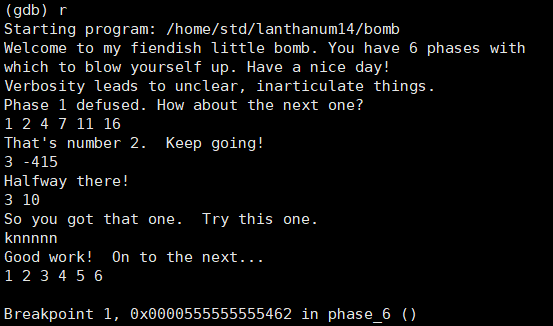 (gdb) r
Starting program: /home/std/lanthanum14/bomb
Welcome to my fiendish little bomb. You have 6 phases with
which to blow yourself up. Have a nice day!
Verbosity leads to unclear, inarticulate things.
Phase 1 defused. How about the next one?
1 2 4 7 11 16
That's number 2.  Keep going!
3 -415
Halfway there!
3 10
So you got that one.  Try this one.
knnnnn
Good work!  On to the next...
1 2 3 4 5 6
Breakpoint 1, 0x0000555555555462 in phase_6 ()